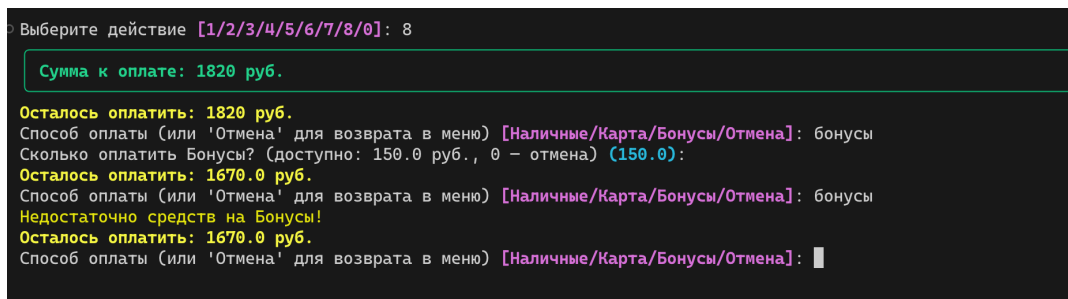 Выберите действие [1/2/3/4/5/6/7/8/0]: 8
Сумма к оплате: 1820 руб.
Осталось оплатить: 1820 руб.
Способ оплаты (или 'Отмена' для возврата в меню) [Наличные/Карта/Бонусы/Отмена]: бонусы
Сколько оплатить Бонусы? (доступно: 150.0 руб., 0 — отмена) (150.0):
Осталось оплатить: 1670.0 руб.
Способ оплаты (или 'Отмена' для возврата в меню) [Наличные/Карта/Бонусы/Отмена]: бонусы
Недостаточно средств на Бонусы!
Осталось оплатить: 1670.0 руб.
Способ оплаты (или 'Отмена' для возврата в меню) [Наличные/Карта/Бонусы/Отмена]: